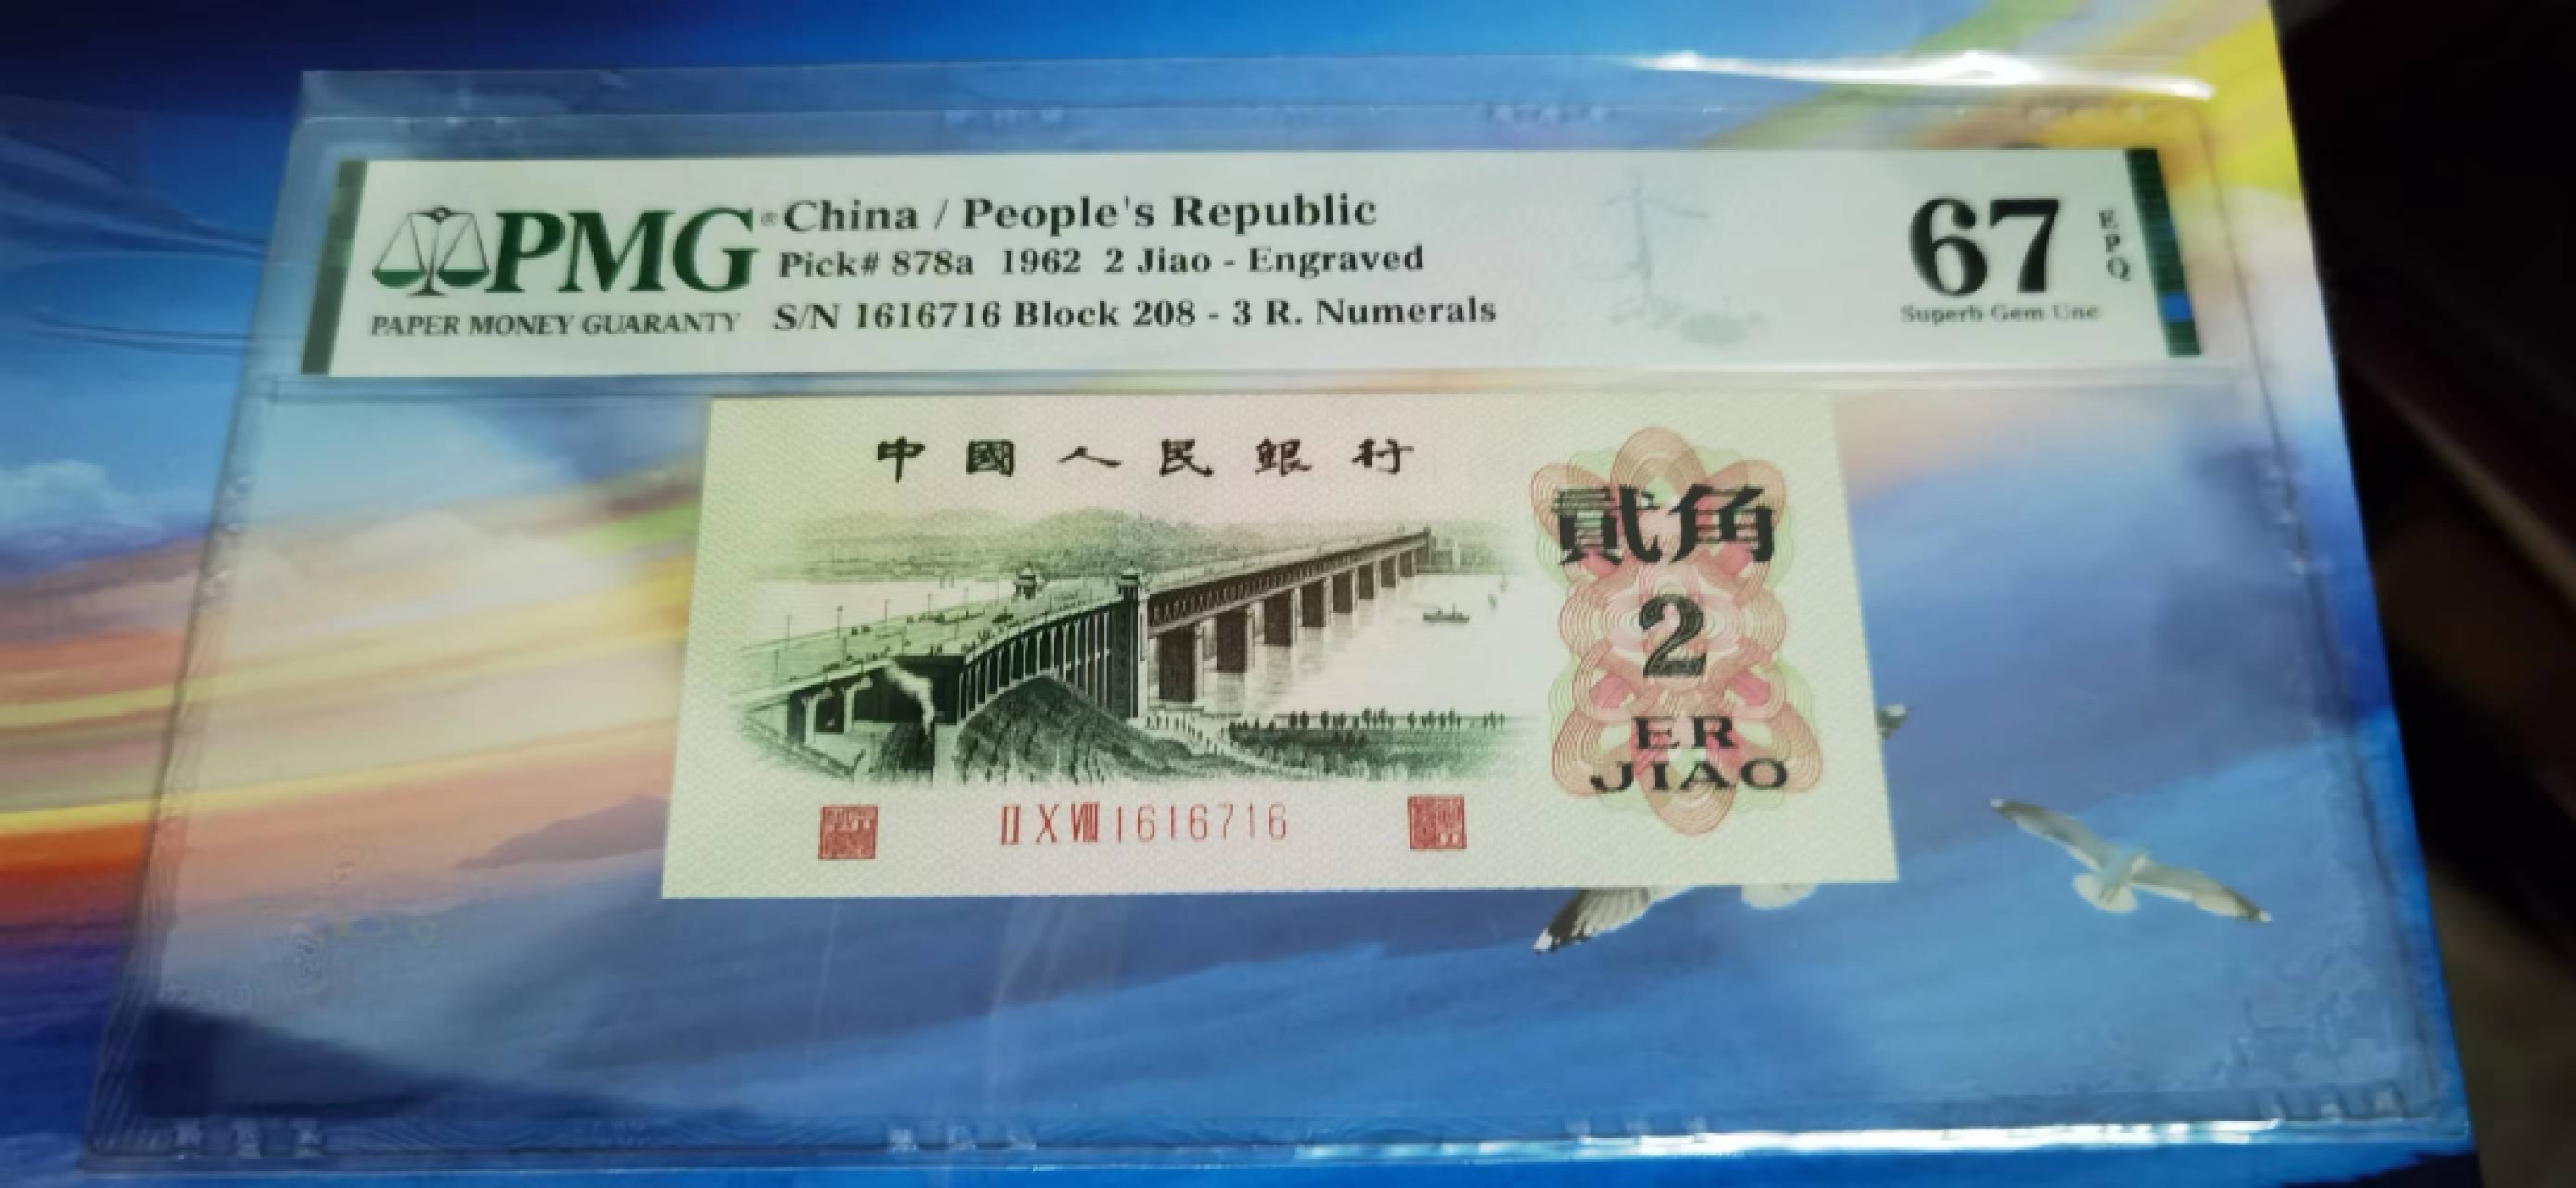 PMG®
PAPER MONEY GUARANTY
China / People's Republic
Pick# 878a 1962 2 Jiao - Engraved
S/N 1616716 Block 208 - 3 R. Numerals
67
EPQ
Superb Gem Unc
中國人民銀行
貳角
2
ER
JIAO
II X VIII 1616716